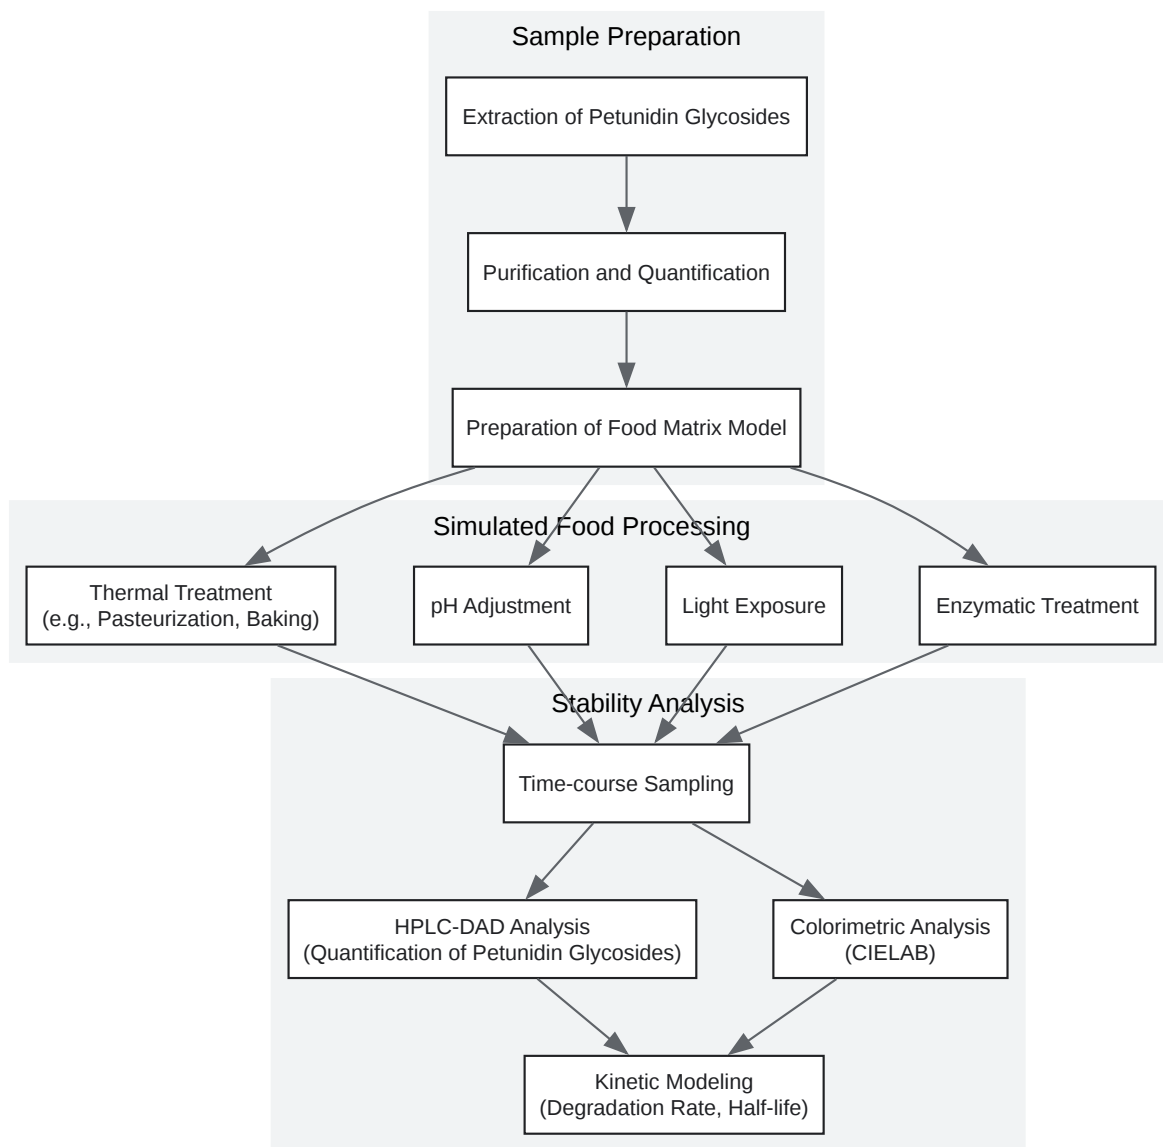 Sample Preparation
Extraction of Petunidin Glycosides
Purification and Quantification
Preparation of Food Matrix Model
Simulated Food Processing
Thermal Treatment
(e.g., Pasteurization, Baking)
pH Adjustment
Light Exposure
Enzymatic Treatment
Stability Analysis
Time-course Sampling
HPLC-DAD Analysis
(Quantification of Petunidin Glycosides)
Colorimetric Analysis
(CIELAB)
Kinetic Modeling
(Degradation Rate, Half-life)